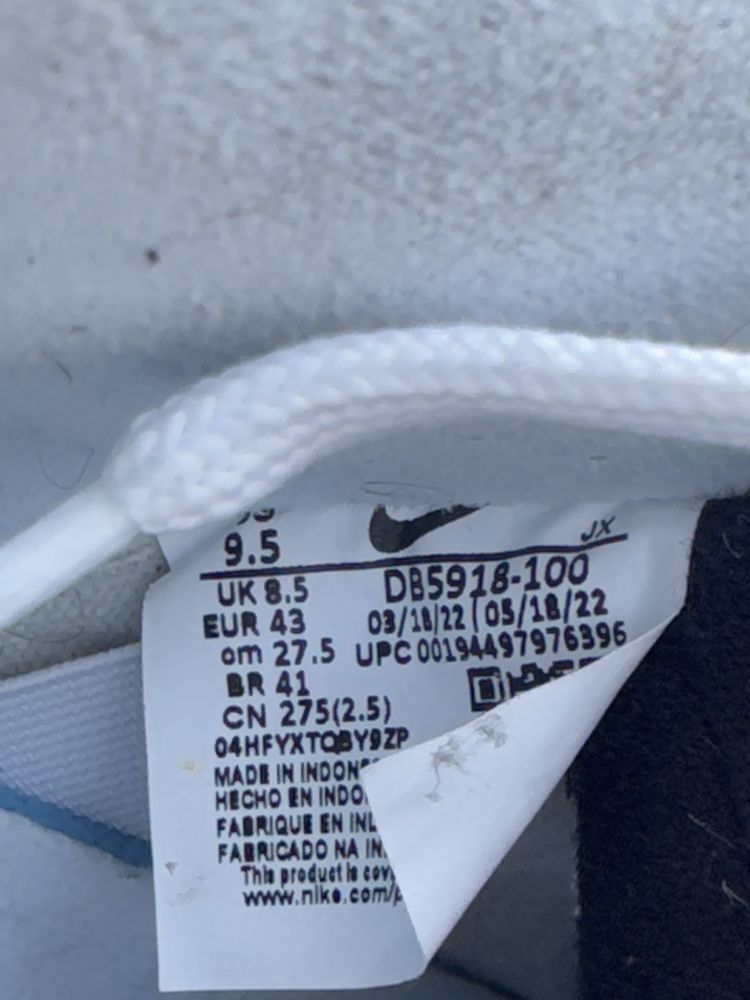 9.5
JX
UK 8.5
DB5918-100
EUR 43
03/18/22 | 05/18/22
cm 27.5
UPC 00194497976396
BR 41
CN 275(2.5)
04HFYXTQBY9ZP
MADE IN INDON
HECHO EN INDO
FABRIQUE EN IN
FABRICADO NA IN
This product is cov
www.nike.com/p